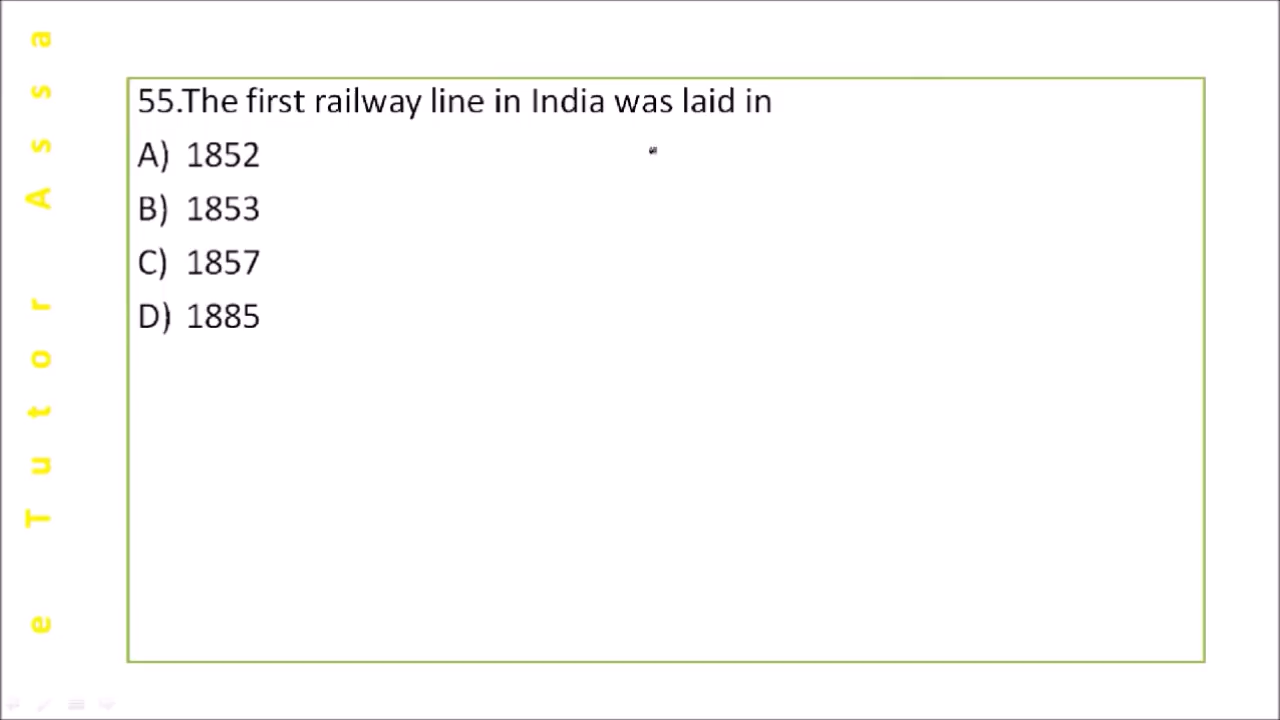 55.The first railway line in India was laid in
A) 1852
B) 1853
C) 1857
D) 1885
e Tutor Assa